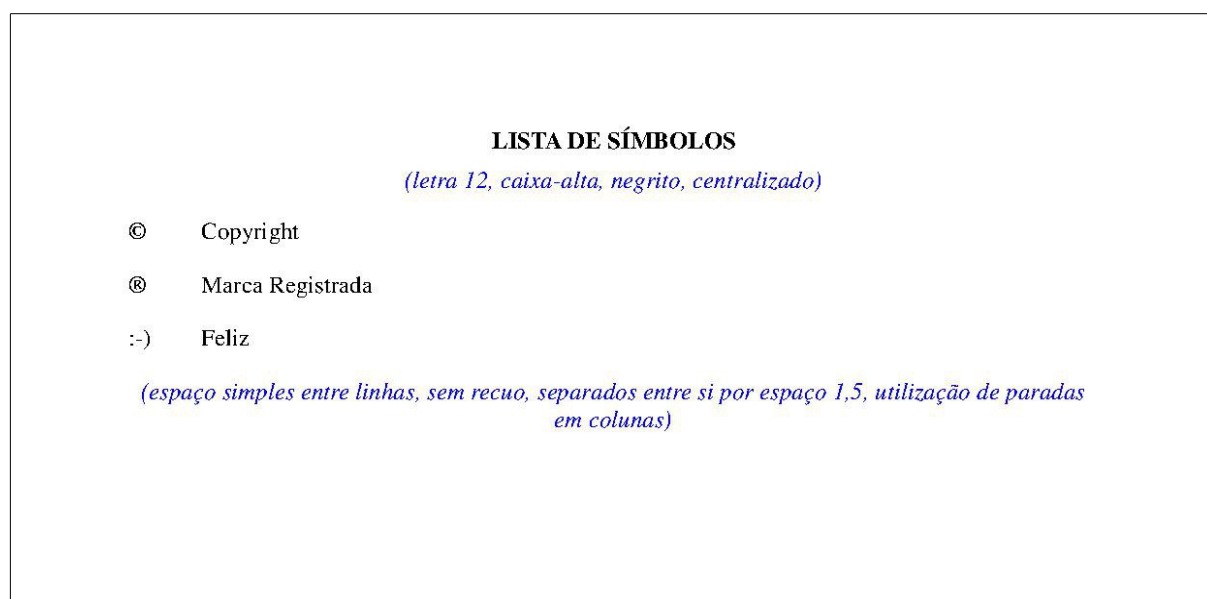 LISTA DE SÍMBOLOS
(letra 12, caixa-alta, negrito, centralizado)
© Copyright
® Marca Registrada
:-) Feliz
(espaço simples entre linhas, sem recuo, separados entre si por espaço 1,5, utilização de paradas
em colunas)